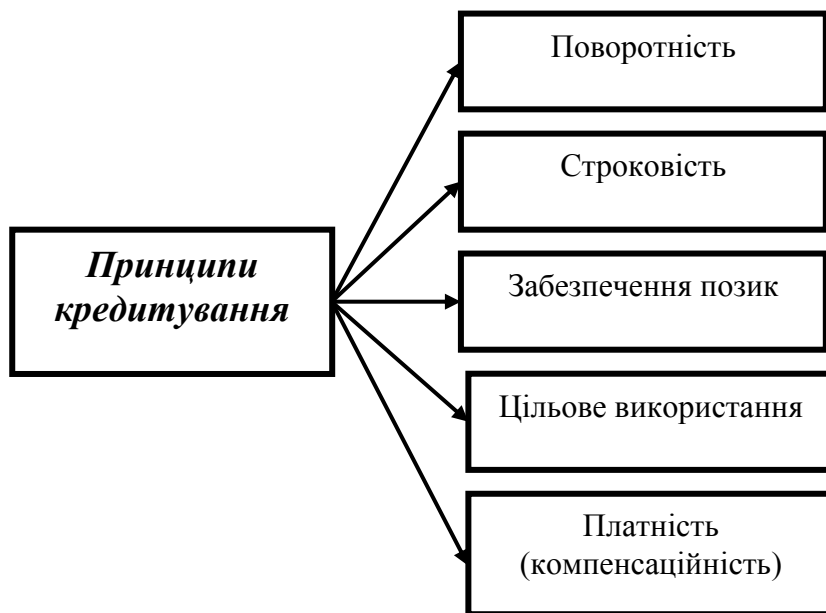 Поворотність
Строковість
Принципи
кредитування
Забезпечення позик
Цільове використання
Платність
(компенсаційність)